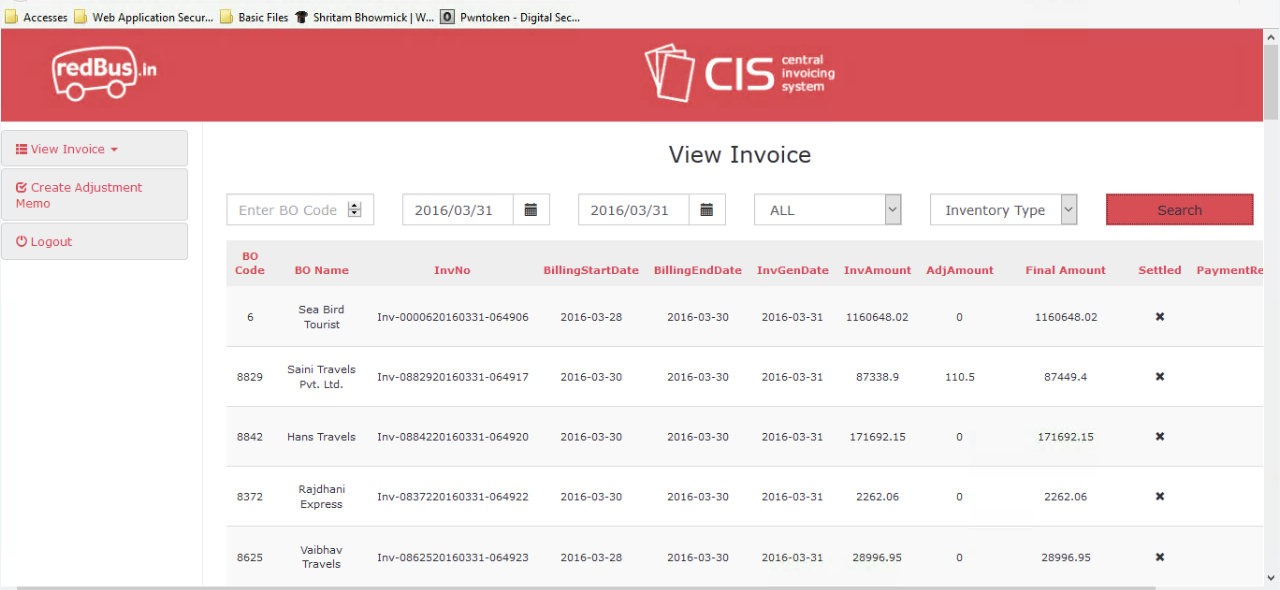 Accesses Web Application Secur... Basic Files Shritam Bhowmick | W... Pwntoken - Digital Sec...
redBus.in
CIS central
invoicing
system
View Invoice
Create Adjustment
Memo
Logout
View Invoice
Enter BO Code 2016/03/31 2016/03/31 ALL Inventory Type Search
BO
Code BO Name InvNo BillingStartDate BillingEndDate InvGenDate InvAmount AdjAmount Final Amount Settled PaymentRe
6 Sea Bird
Tourist Inv-0000620160331-064906 2016-03-28 2016-03-30 2016-03-31 1160648.02 0 1160648.02
8829 Saini Travels
Pvt. Ltd. Inv-0882920160331-064917 2016-03-30 2016-03-30 2016-03-31 87338.9 110.5 87449.4
8842 Hans Travels Inv-0884220160331-064920 2016-03-30 2016-03-30 2016-03-31 171692.15 0 171692.15
8372 Rajdhani
Express Inv-0837220160331-064922 2016-03-30 2016-03-30 2016-03-31 2262.06 0 2262.06
8625 Vaibhav
Travels Inv-0862520160331-064923 2016-03-28 2016-03-30 2016-03-31 28996.95 0 28996.95